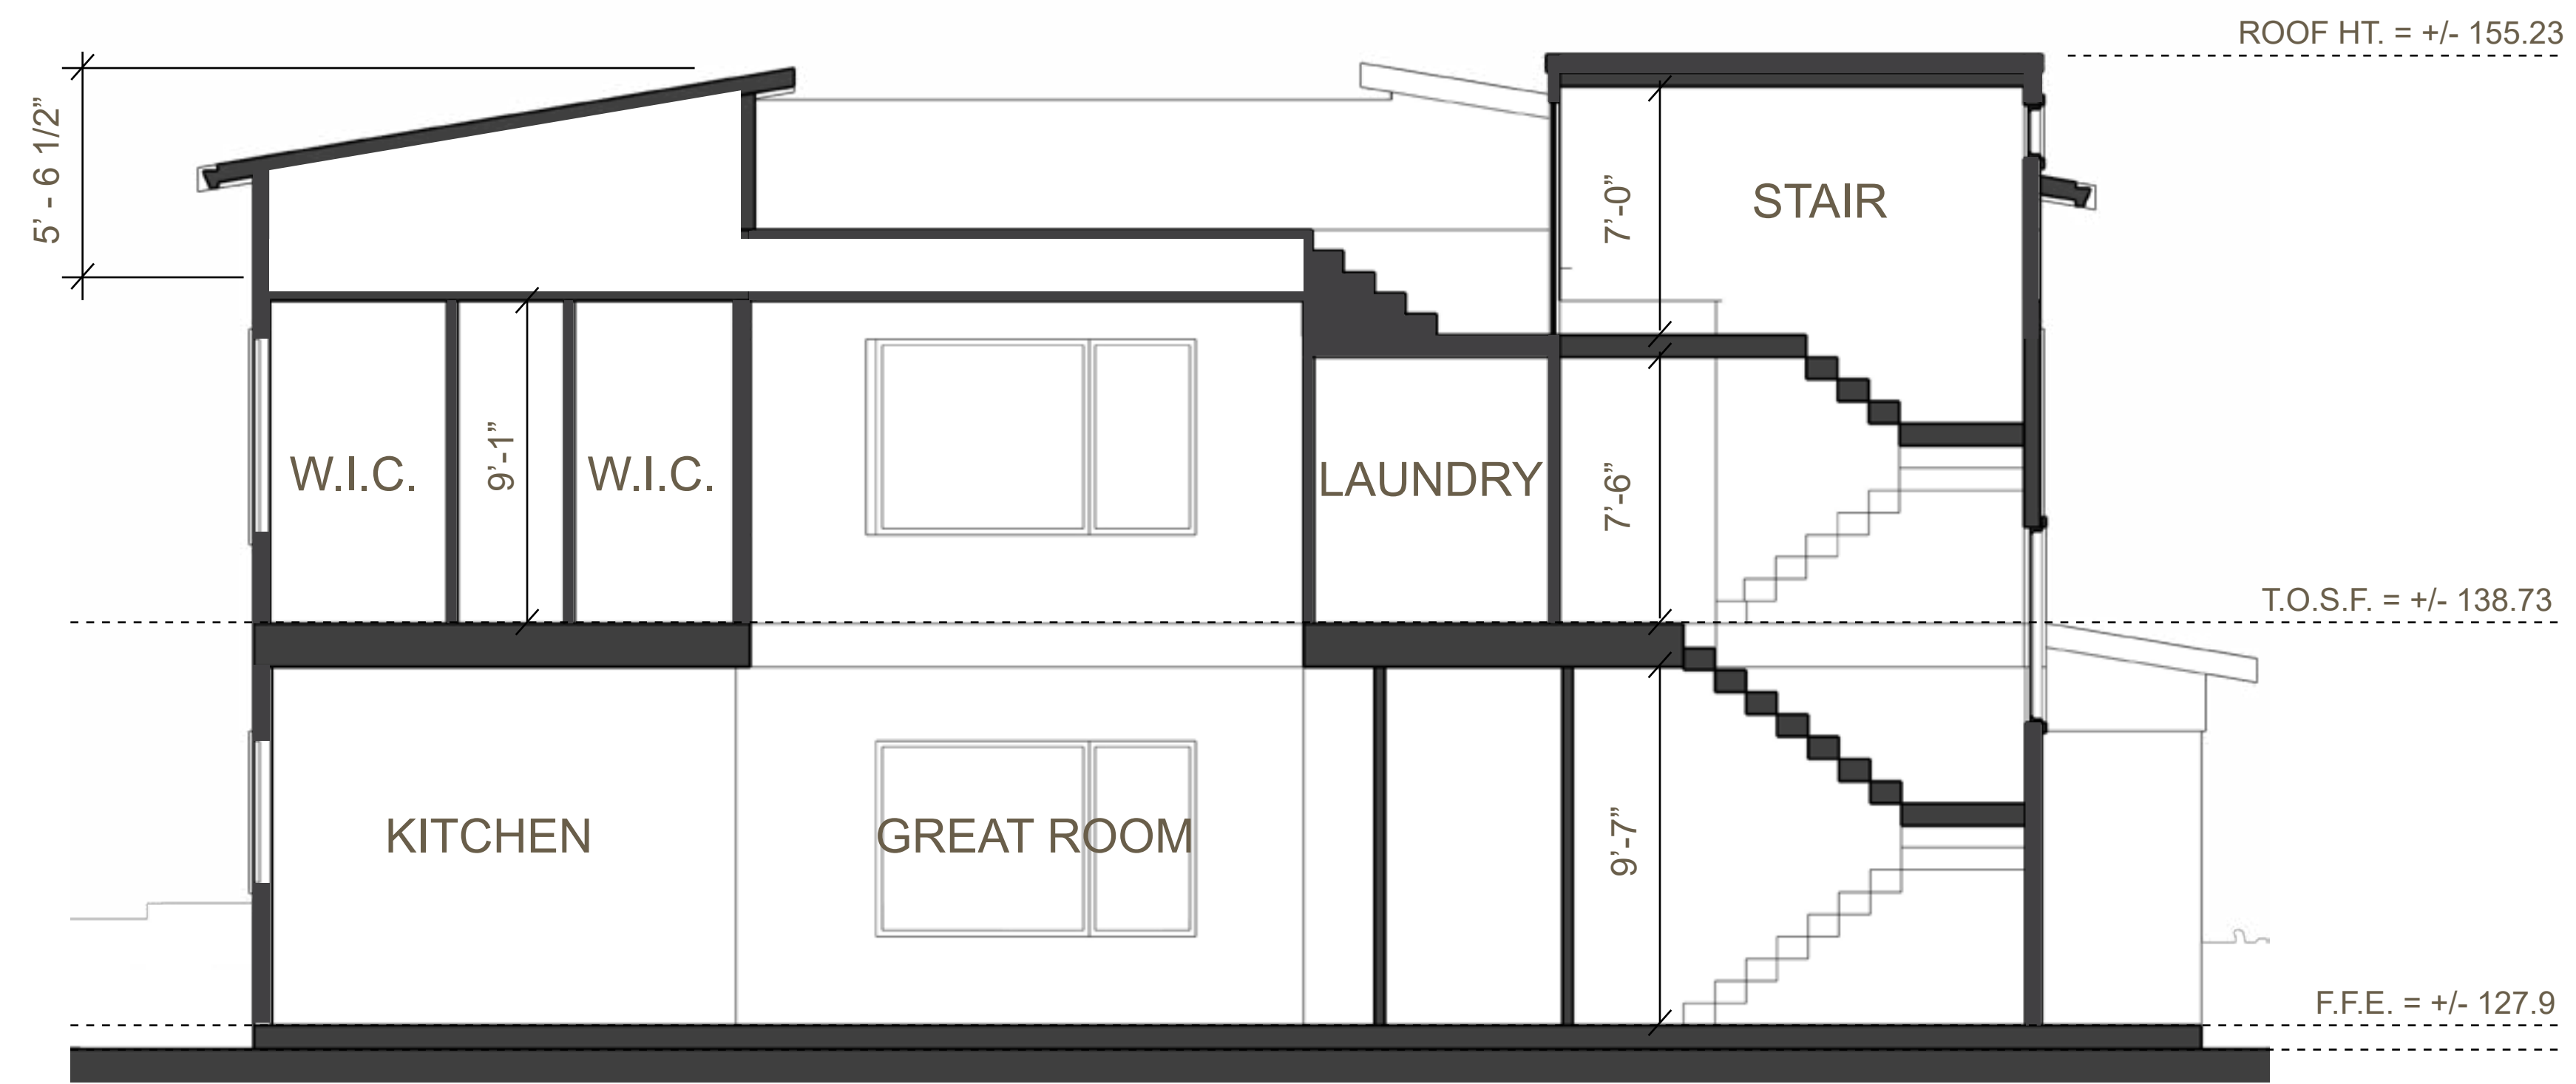 ROOF HT. = +/- 155.23
5’ - 6 1/2”
7’-0”
STAIR
W.I.C.
9’-1”
W.I.C.
LAUNDRY
7’-6”
T.O.S.F. = +/- 138.73
KITCHEN
GREAT ROOM
9’-7”
F.F.E. = +/- 127.9